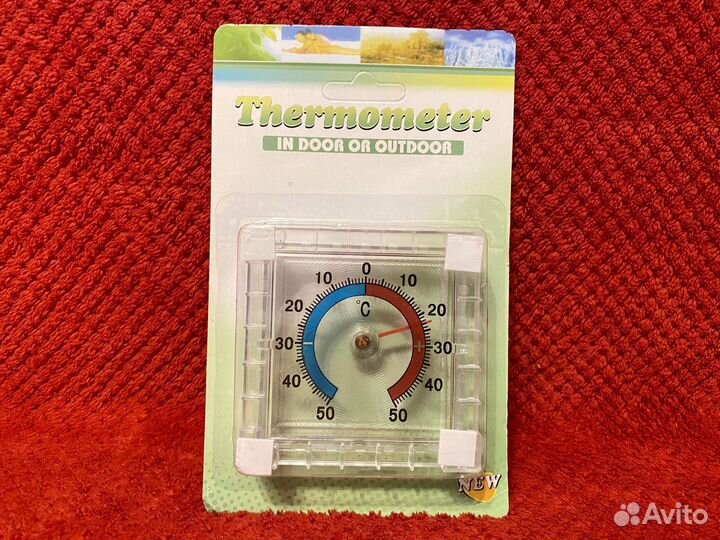 Thermometer
IN DOOR OR OUTDOOR
0
10 10
20 20
°C
30 30
40 40
50 50
NEW
Avito